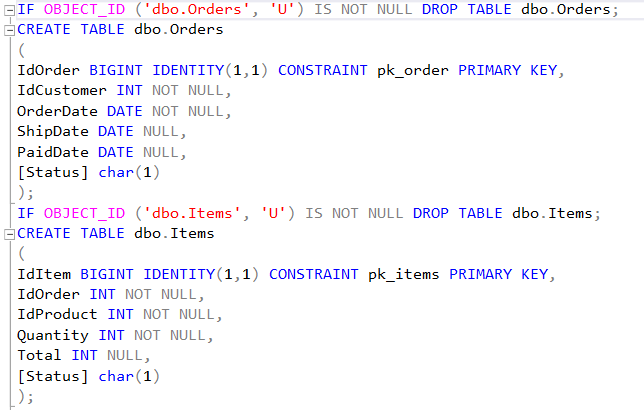 IF OBJECT_ID ('dbo.Orders', 'U') IS NOT NULL DROP TABLE dbo.Orders;
CREATE TABLE dbo.Orders
(
IdOrder BIGINT IDENTITY(1,1) CONSTRAINT pk_order PRIMARY KEY,
IdCustomer INT NOT NULL,
OrderDate DATE NOT NULL,
ShipDate DATE NULL,
PaidDate DATE NULL,
[Status] char(1)
);
IF OBJECT_ID ('dbo.Items', 'U') IS NOT NULL DROP TABLE dbo.Items;
CREATE TABLE dbo.Items
(
IdItem BIGINT IDENTITY(1,1) CONSTRAINT pk_items PRIMARY KEY,
IdOrder INT NOT NULL,
IdProduct INT NOT NULL,
Quantity INT NOT NULL,
Total INT NULL,
[Status] char(1)
);